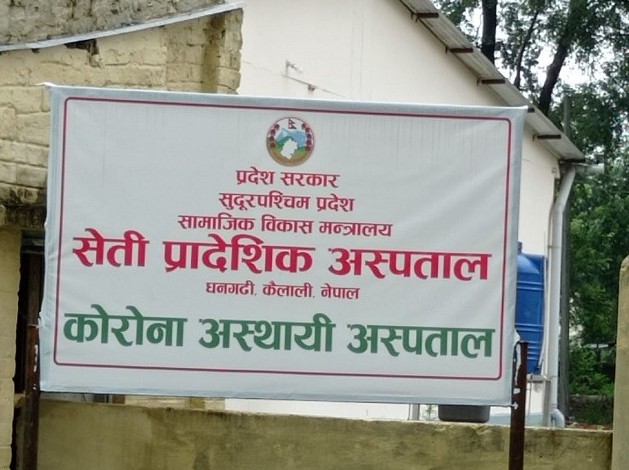 प्रदेश सरकार
सुदूरपश्चिम प्रदेश
सामाजिक विकास मन्त्रालय
सेती प्रादेशिक अस्पताल
धनगढी, कैलाली, नेपाल
कोरोना अस्थायी अस्पताल